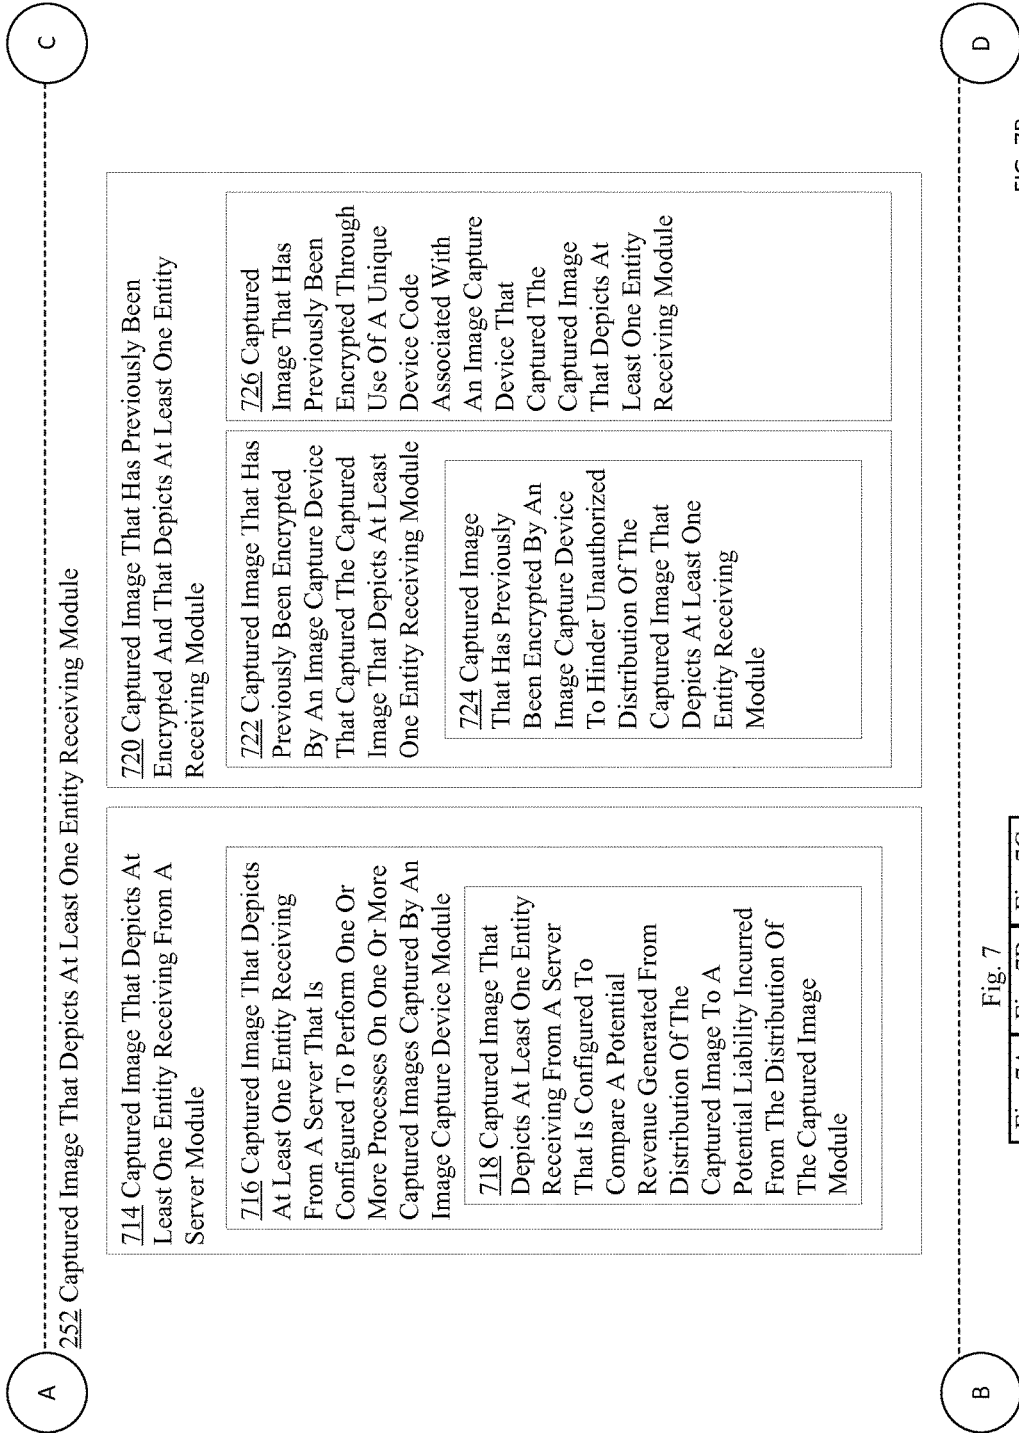 A
C
252 Captured Image That Depicts At Least One Entity Receiving Module
714 Captured Image That Depicts At
Least One Entity Receiving From A
Server Module
716 Captured Image That Depicts
At Least One Entity Receiving
From A Server That Is
Configured To Perform One Or
More Processes On One Or More
Captured Images Captured By An
Image Capture Device Module
718 Captured Image That
Depicts At Least One Entity
Receiving From A Server
That Is Configured To
Compare A Potential
Revenue Generated From
Distribution Of The
Captured Image To A
Potential Liability Incurred
From The Distribution Of
The Captured Image
Module
720 Captured Image That Has Previously Been
Encrypted And That Depicts At Least One Entity
Receiving Module
722 Captured Image That Has
Previously Been Encrypted
By An Image Capture Device
That Captured The Captured
Image That Depicts At Least
One Entity Receiving Module
724 Captured Image
That Has Previously
Been Encrypted By An
Image Capture Device
To Hinder Unauthorized
Distribution Of The
Captured Image That
Depicts At Least One
Entity Receiving
Module
726 Captured
Image That Has
Previously Been
Encrypted Through
Use Of A Unique
Device Code
Associated With
An Image Capture
Device That
Captured The
Captured Image
That Depicts At
Least One Entity
Receiving Module
B
D
Fig. 7